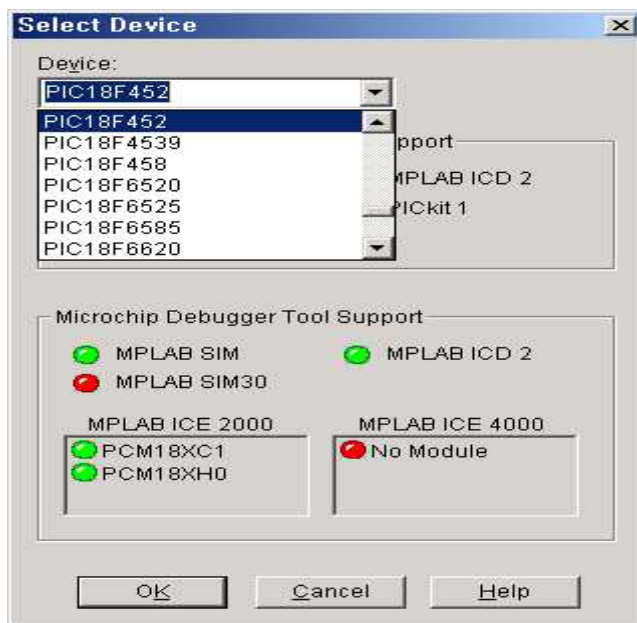 Select Device
Device:
PIC18F452
PIC18F452
PIC18F4539
PIC18F458
PIC18F6520
PIC18F6525
PIC18F6585
PIC18F6620
pport
MPLAB ICD 2
PICkit 1
Microchip Debugger Tool Support
MPLAB SIM
MPLAB ICD 2
MPLAB SIM30
MPLAB ICE 2000
MPLAB ICE 4000
PCM18XC1
No Module
PCM18XH0
OK
Cancel
Help